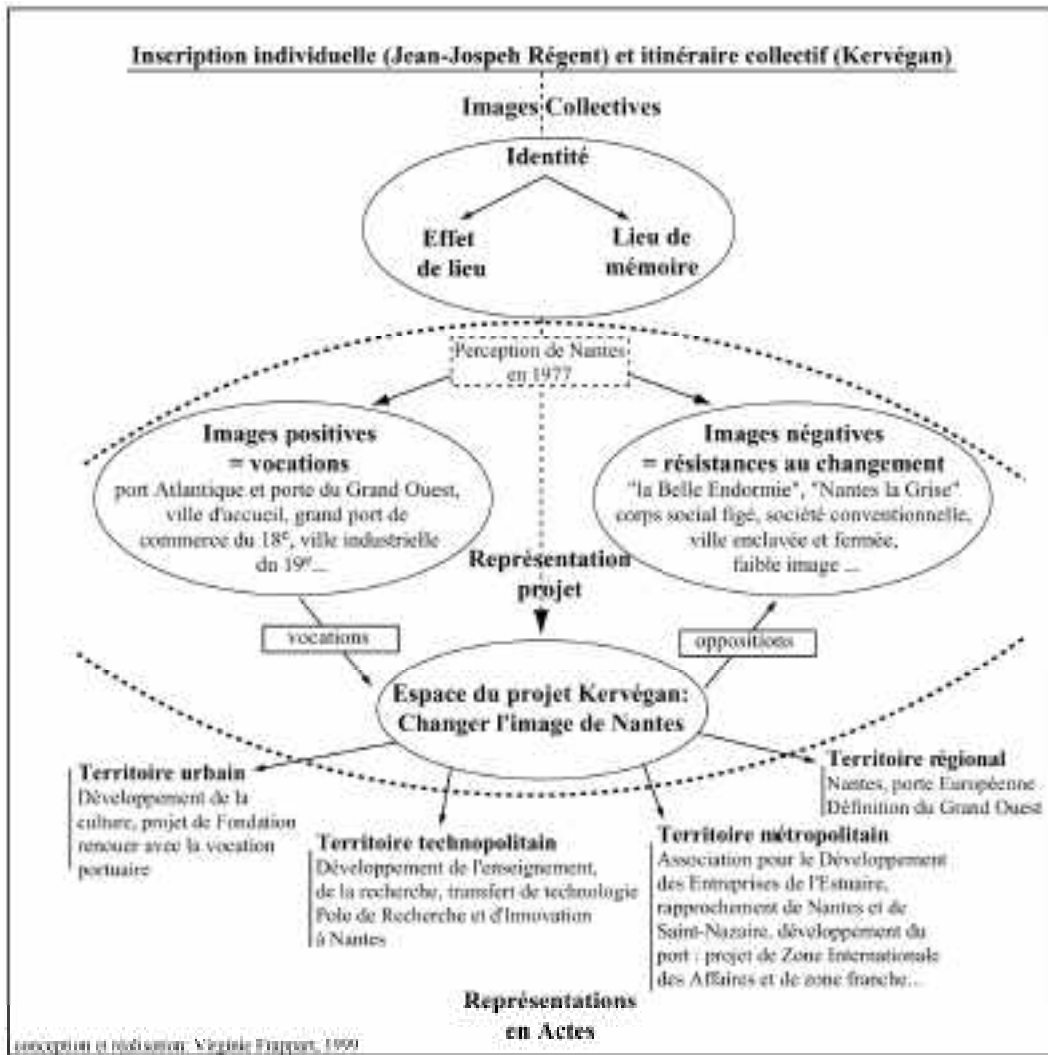 Inscription individuelle (Jean-Jospeh Régent) et itinéraire collectif (Kervégan)
Images Collectives
Identité
Effet
de lieu
Lieu de
mémoire
Perception de Nantes
en 1977
Images positives
= vocations
port Atlantique et porte du Grand Ouest,
ville d'accueil, grand port de
commerce du 18e, ville industrielle
du 19e...
Images négatives
= résistances au changement
"la Belle Endormie", "Nantes la Grise"
corps social figé, société conventionnelle,
ville enclavée et fermée,
faible image ...
Représentation
projet
vocations
oppositions
Espace du projet Kervégan:
Changer l'image de Nantes
Territoire urbain
Développement de la
culture, projet de Fondation
renouer avec la vocation
portuaire
Territoire technopolitain
Développement de l'enseignement,
de la recherche, transfert de technologie
Pole de Recherche et d'Innovation
à Nantes
Territoire métropolitain
Association pour le Développement
des Entreprises de l'Estuaire,
rapprochement de Nantes et de
Saint-Nazaire, développement du
port : projet de Zone Internationale
des Affaires et de zone franche...
Territoire régional
Nantes, porte Européenne
Définition du Grand Ouest
Représentations
en Actes
conception et réalisation: Virginie Frappart, 1999